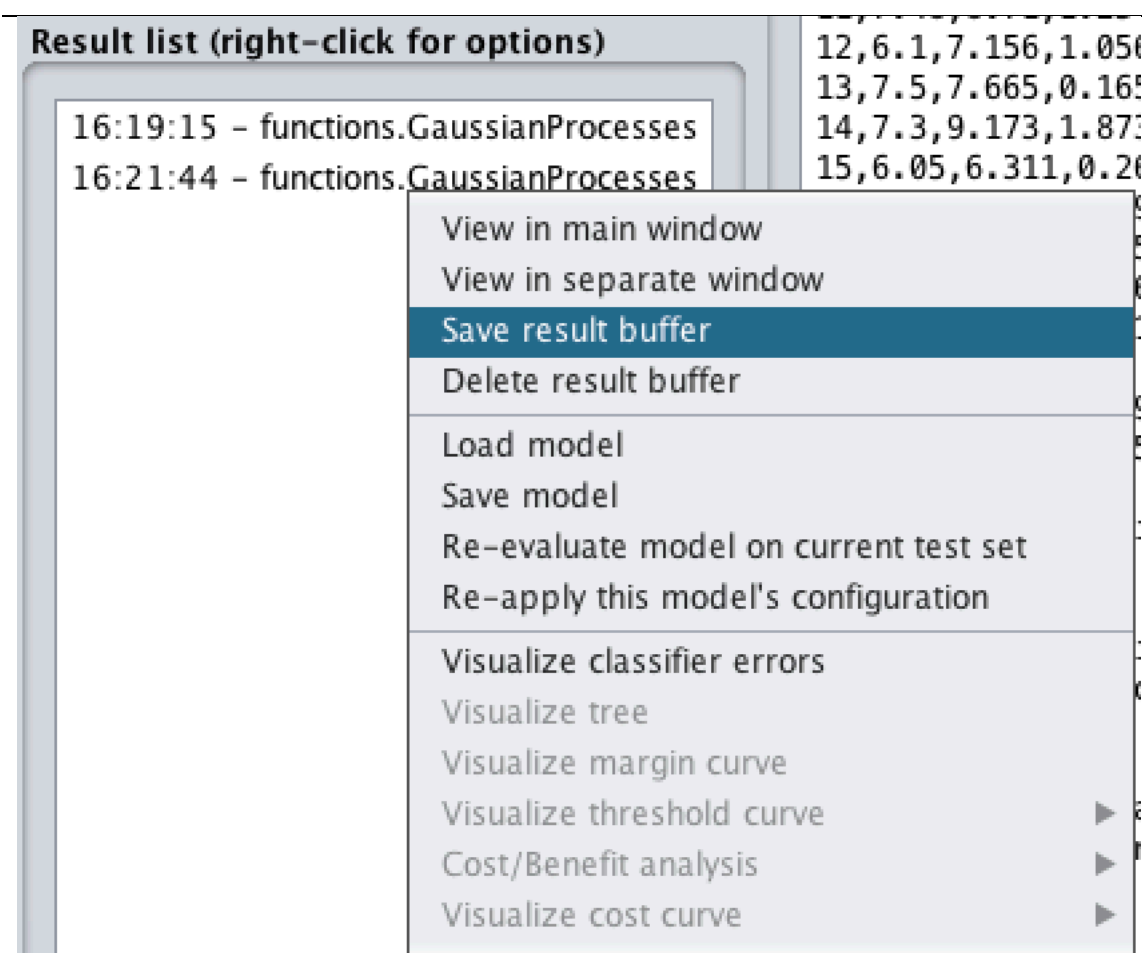 Result list (right-click for options)
16:19:15 - functions.GaussianProcesses
16:21:44 - functions.GaussianProcesses
View in main window
View in separate window
Save result buffer
Delete result buffer
Load model
Save model
Re-evaluate model on current test set
Re-apply this model's configuration
Visualize classifier errors
Visualize tree
Visualize margin curve
Visualize threshold curve
Cost/Benefit analysis
Visualize cost curve
12,6.1,7.156,1.056
13,7.5,7.665,0.165
14,7.3,9.173,1.873
15,6.05,6.311,0.26